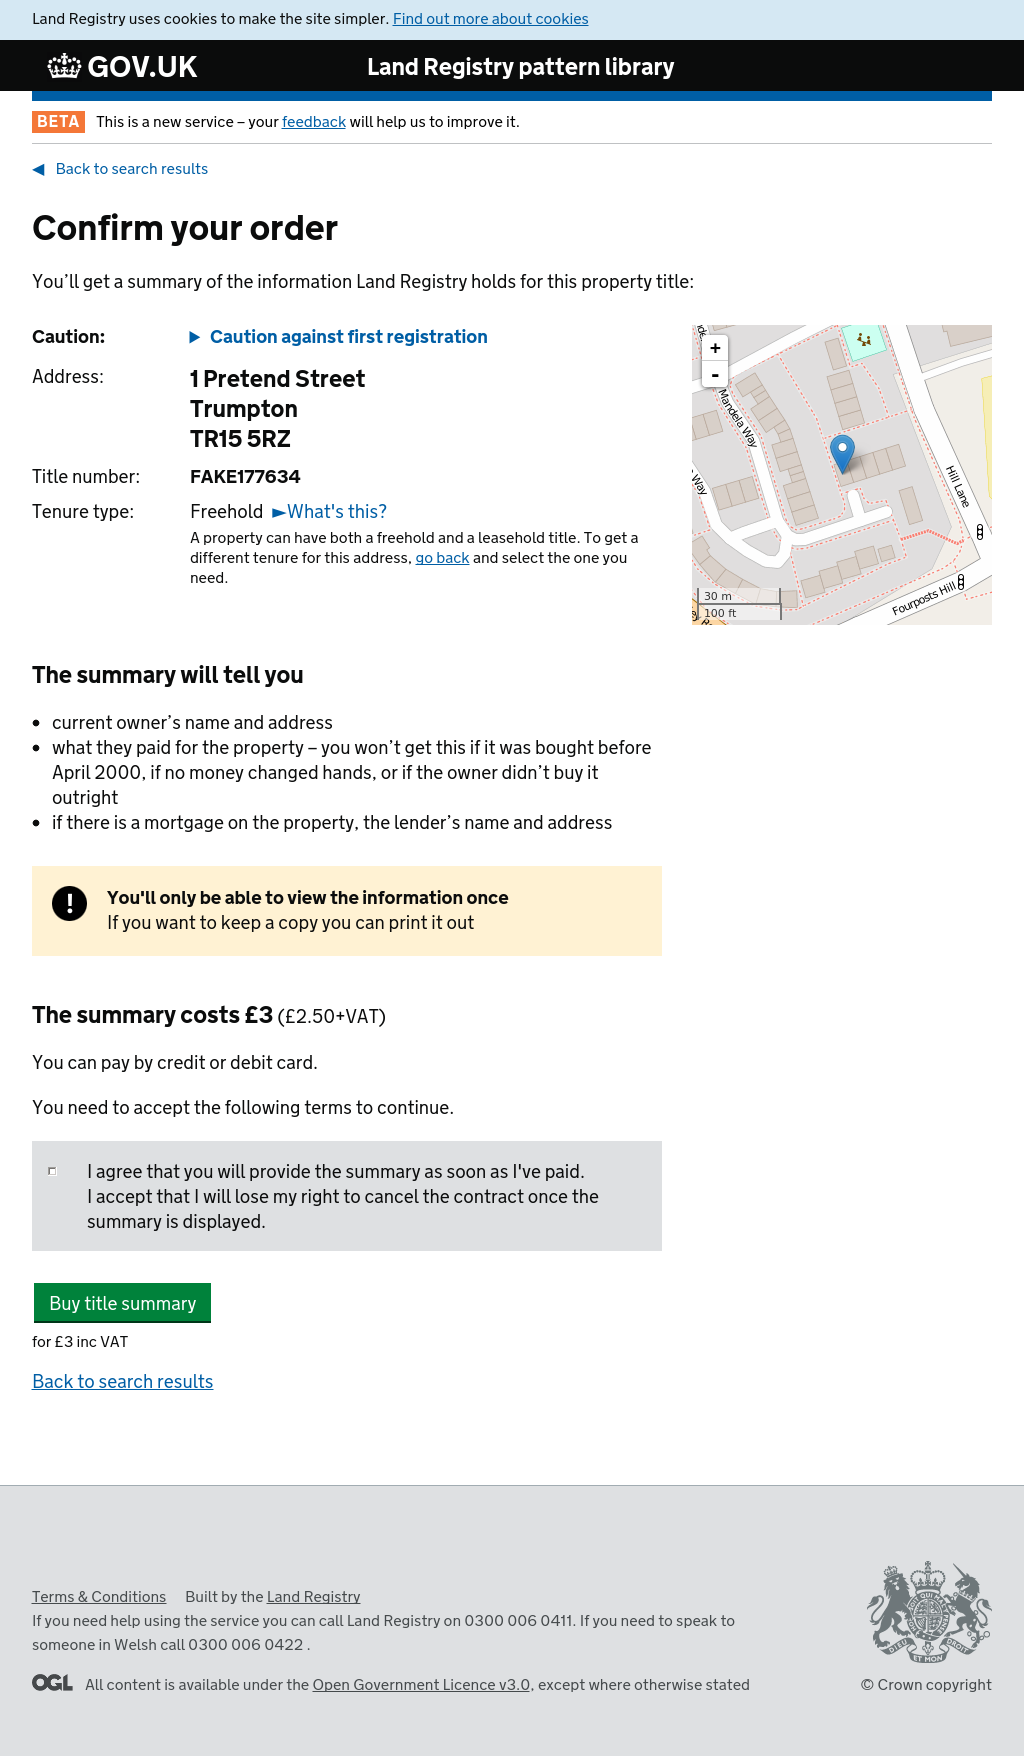 Land Registry uses cookies to make the site simpler. Find out more about cookies
GOV.UK
Land Registry pattern library
BETA This is a new service – your feedback will help us to improve it.
◀ Back to search results
Confirm your order
You’ll get a summary of the information Land Registry holds for this property title:
Caution: ▶ Caution against first registration
Address: 1 Pretend Street
Trumpton
TR15 5RZ
Title number: FAKE177634
Tenure type: Freehold ►What's this?
A property can have both a freehold and a leasehold title. To get a
different tenure for this address, go back and select the one you
need.
+
-
Mandela Way
Way
Hill Lane
Fourposts Hill
30 m
100 ft
The summary will tell you
• current owner’s name and address
• what they paid for the property – you won’t get this if it was bought before
April 2000, if no money changed hands, or if the owner didn’t buy it
outright
• if there is a mortgage on the property, the lender’s name and address
! You'll only be able to view the information once
If you want to keep a copy you can print it out
The summary costs £3 (£2.50+VAT)
You can pay by credit or debit card.
You need to accept the following terms to continue.
I agree that you will provide the summary as soon as I've paid.
I accept that I will lose my right to cancel the contract once the
summary is displayed.
Buy title summary
for £3 inc VAT
Back to search results
Terms & Conditions Built by the Land Registry
If you need help using the service you can call Land Registry on 0300 006 0411. If you need to speak to
someone in Welsh call 0300 006 0422 .
OGL All content is available under the Open Government Licence v3.0, except where otherwise stated
DIEU ET MON DROIT
© Crown copyright